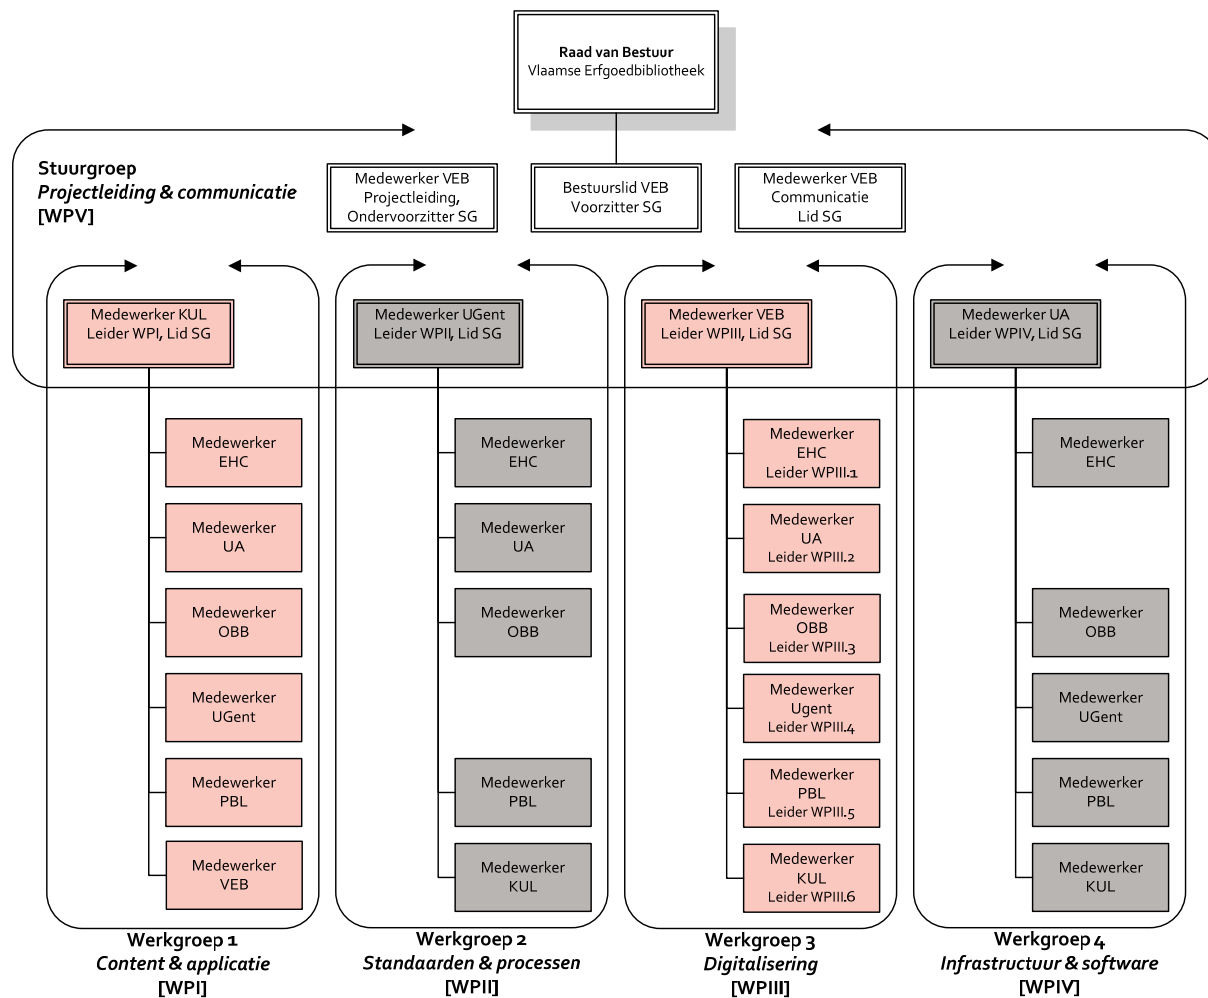 Raad van Bestuur
Vlaamse Erfgoedbibliotheek
Stuurgroep
Projectleiding & communicatie
[WPV]
Medewerker VEB
Projectleiding,
Ondervoorzitter SG
Bestuurslid VEB
Voorzitter SG
Medewerker VEB
Communicatie
Lid SG
Medewerker KUL
Leider WPI, Lid SG
Medewerker EHC
Medewerker UA
Medewerker OBB
Medewerker UGent
Medewerker PBL
Medewerker VEB
Werkgroep 1
Content & applicatie
[WPI]
Medewerker UGent
Leider WPII, Lid SG
Medewerker
EHC
Medewerker
UA
Medewerker
OBB
Medewerker
PBL
Medewerker
KUL
Werkgroep 2
Standaarden & processen
[WPII]
Medewerker VEB
Leider WPIII, Lid SG
Medewerker
EHC
Leider WPIII.1
Medewerker
UA
Leider WPIII.2
Medewerker
OBB
Leider WPIII.3
Medewerker
Ugent
Leider WPIII.4
Medewerker
PBL
Leider WPIII.5
Medewerker
KUL
Leider WPIII.6
Werkgroep 3
Digitalisering
[WPIII]
Medewerker UA
Leider WPIV, Lid SG
Medewerker
EHC
Medewerker
OBB
Medewerker
UGent
Medewerker
PBL
Medewerker
KUL
Werkgroep 4
Infrastructuur & software
[WPIV]